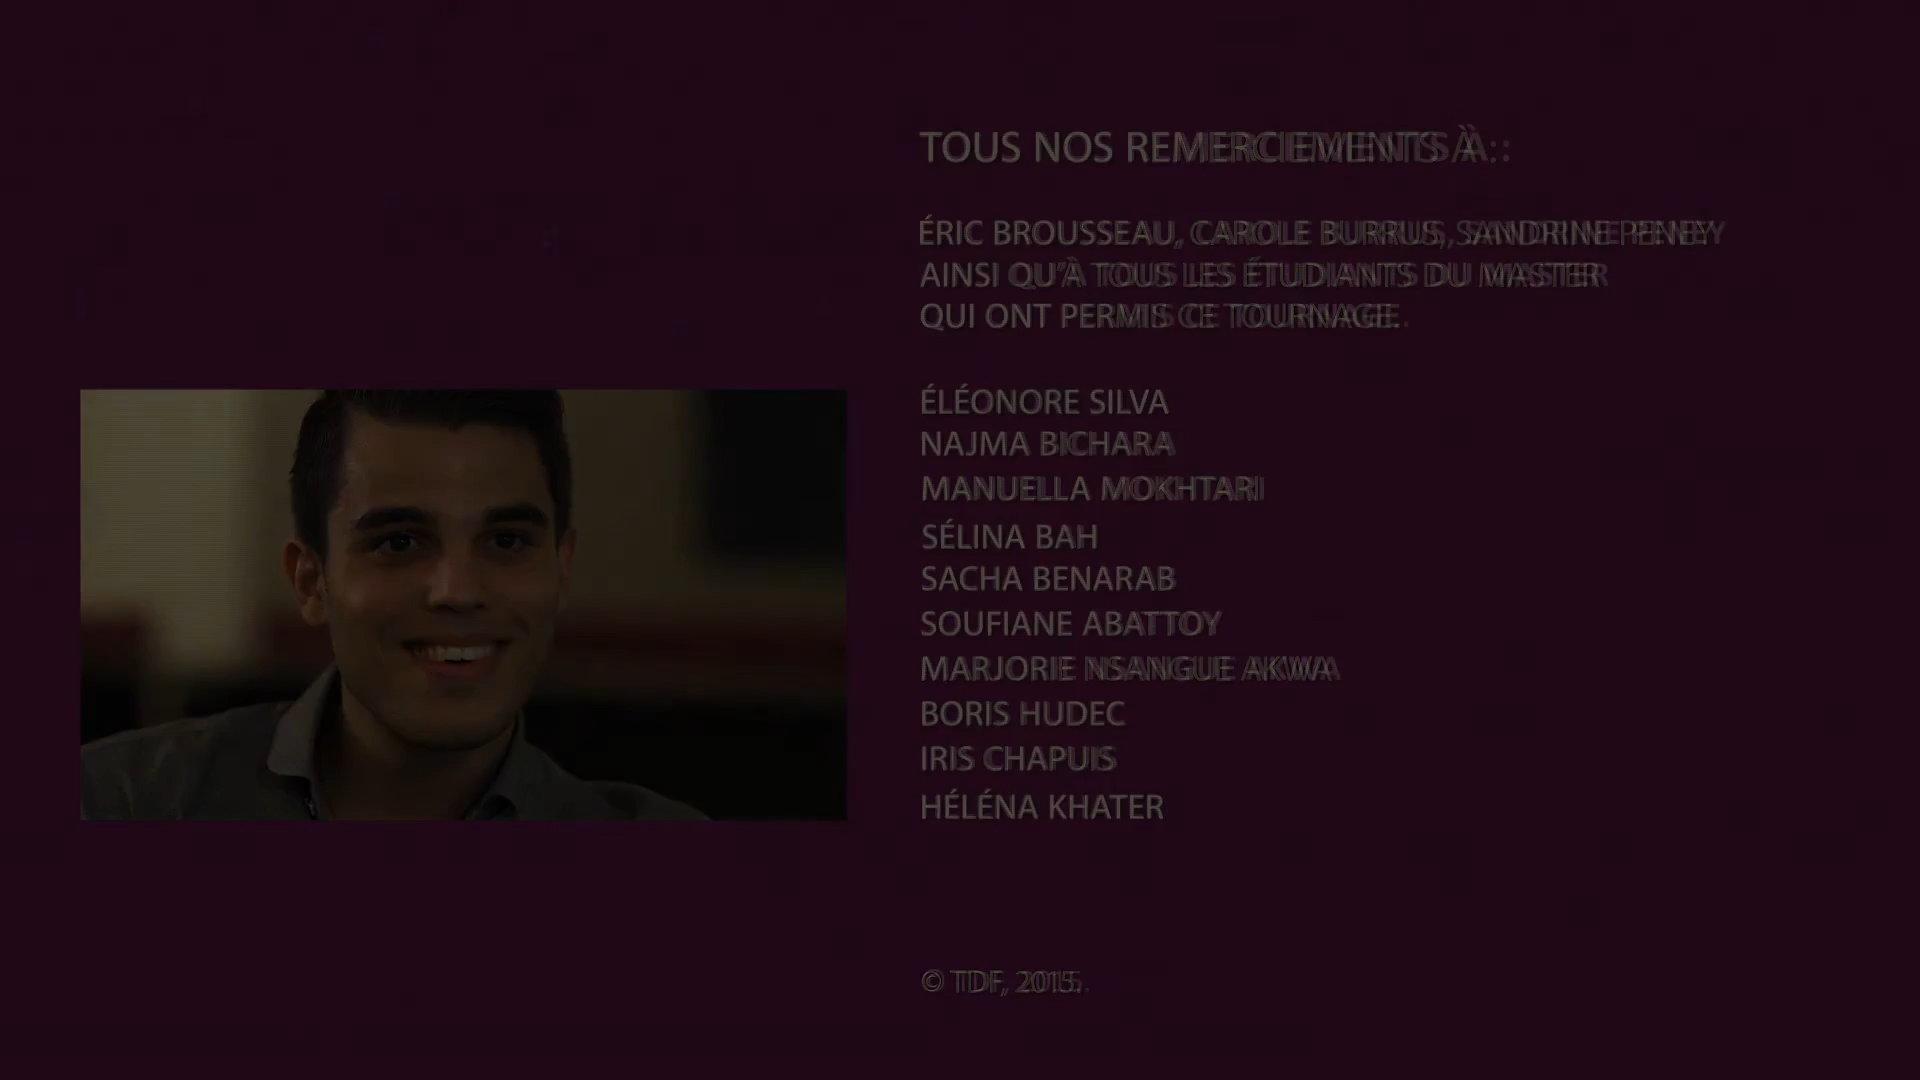 TOUS NOS REMERCIEMENTS À :
ÉRIC BROUSSEAU, CAROLE BURRUS, SANDRINE PENEY
AINSI QU'À TOUS LES ÉTUDIANTS DU MASTER
QUI ONT PERMIS CE TOURNAGE.
ÉLÉONORE SILVA
NAJMA BICHARA
MANUELLA MOKHTARI
SÉLINA BAH
SACHA BENARAB
SOUFIANE ABATTOY
MARJORIE NSANGUE AKWA
BORIS HUDEC
IRIS CHAPUIS
HÉLÉNA KHATER
© TDF, 2015.